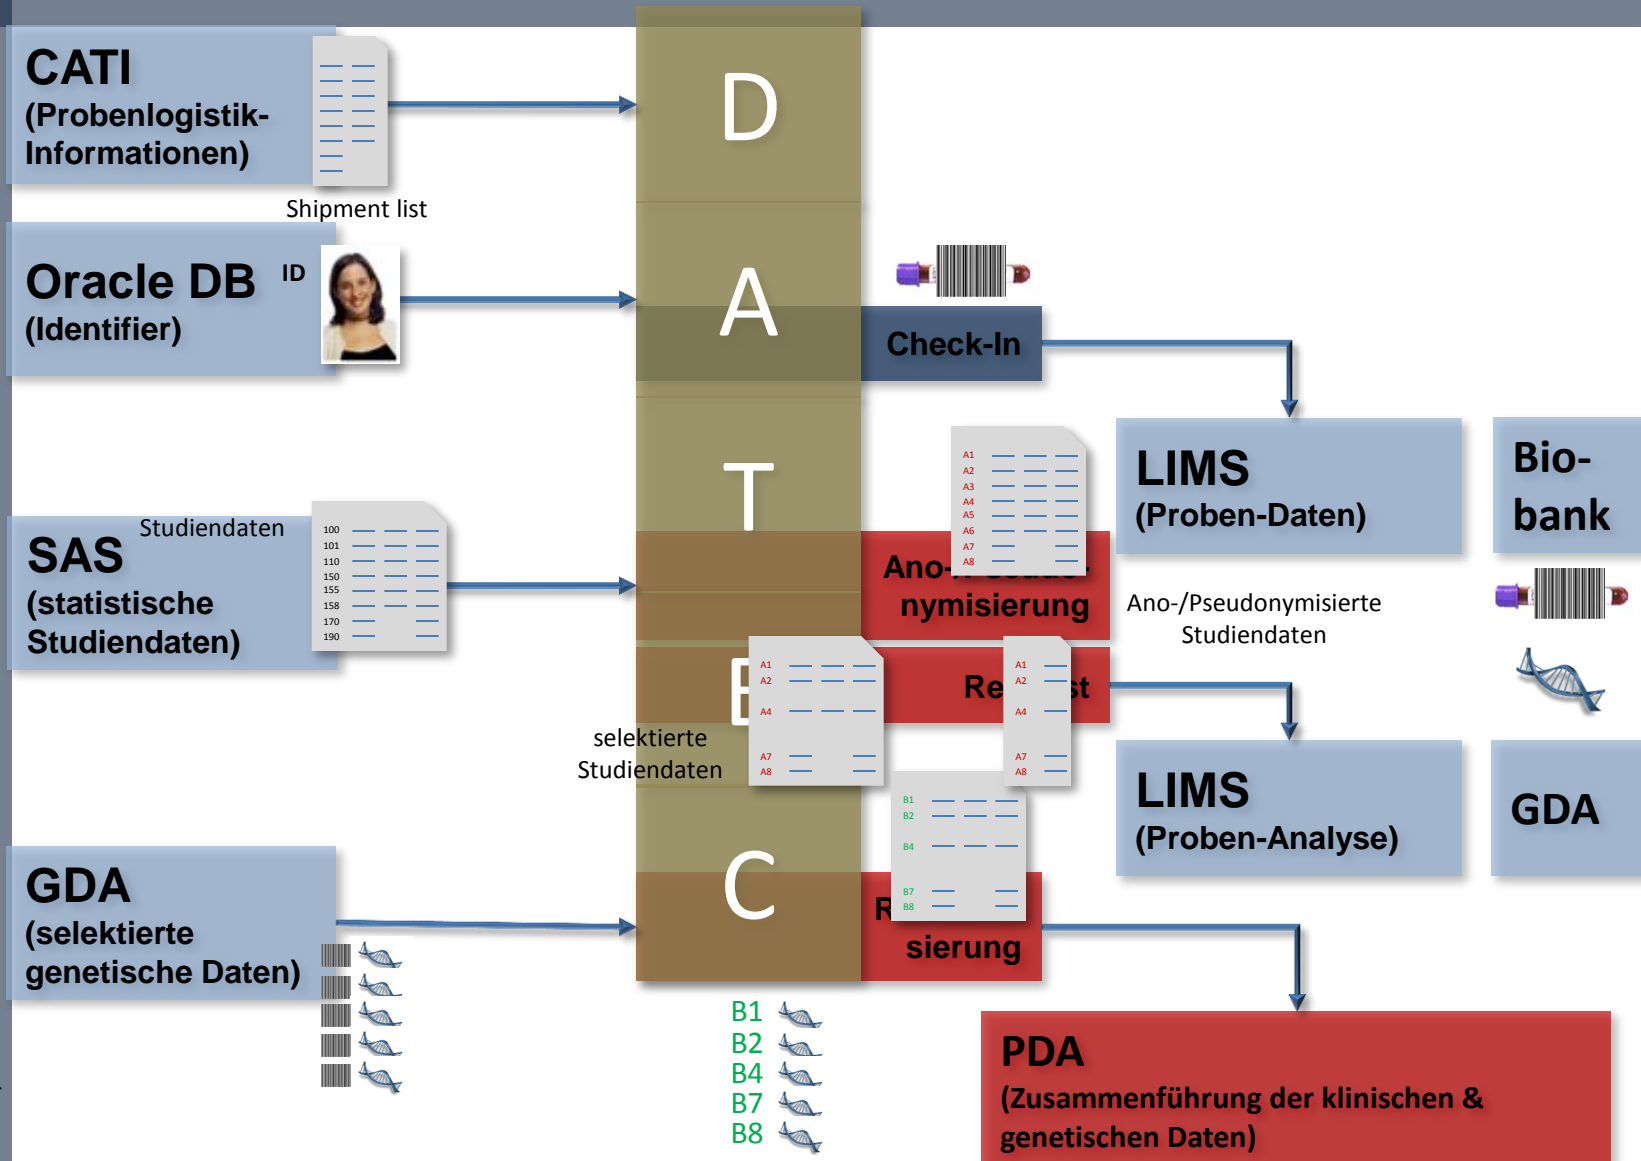 CATI
(Probenlogistik-
Informationen)
Shipment list
D
Oracle DB
ID
(Identifier)
A
Check-In
T
LIMS
(Proben-Daten)
Bio-
bank
A1
A2
A3
A4
A5
A6
A7
A8
Studiendaten
SAS
(statistische
Studiendaten)
100
101
110
150
155
158
170
190
nymisierung
Ano-/Pseudonymisierte
Studiendaten
A1
A2
A4
A7
A8
A1
A2
A4
A7
A8
selektierte
Studiendaten
LIMS
(Proben-Analyse)
GDA
B1
B2
B4
B7
B8
C
sierung
GDA
(selektierte
genetische Daten)
B1
B2
B4
B7
B8
PDA
(Zusammenführung der klinischen &
genetischen Daten)